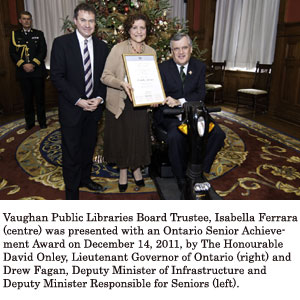 Vaughan Public Libraries Board Trustee, Isabella Ferrara
(centre) was presented with an Ontario Senior Achieve-
ment Award on December 14, 2011, by The Honourable
David Onley, Lieutenant Governor of Ontario (right) and
Drew Fagan, Deputy Minister of Infrastructure and
Deputy Minister Responsible for Seniors (left).